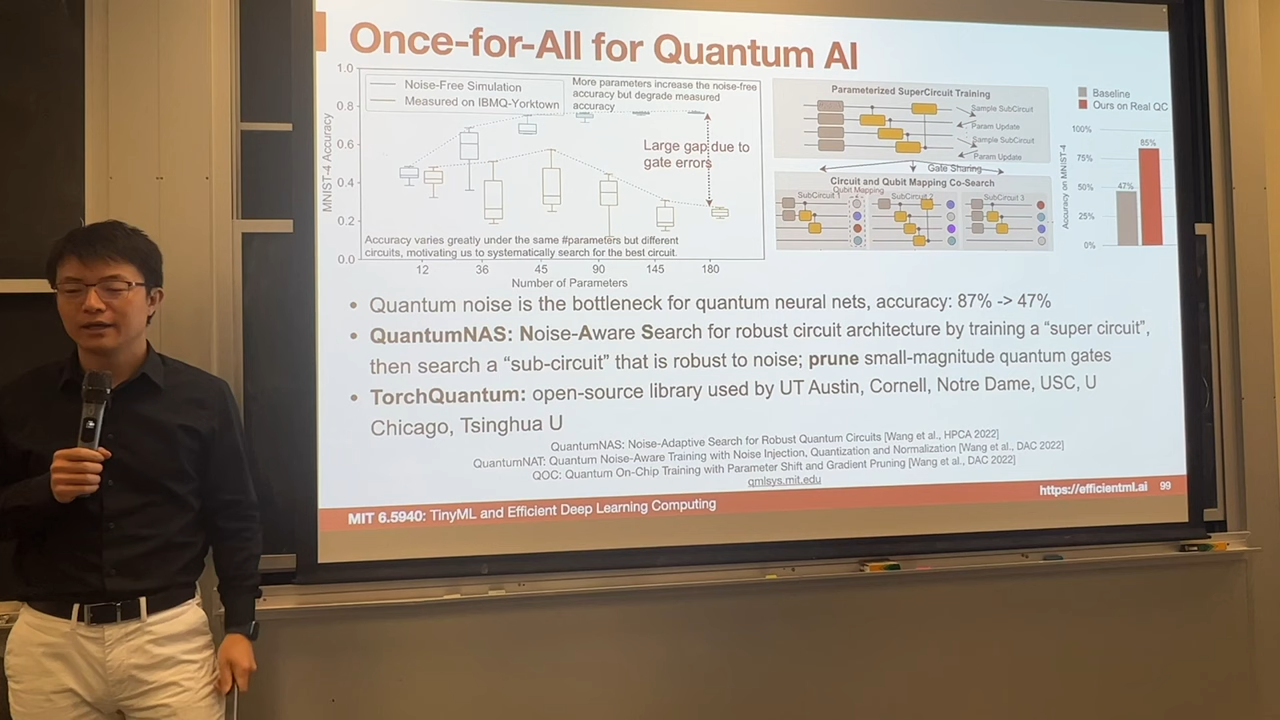 Once-for-All for Quantum AI
1.0
0.8
0.6
0.4
0.2
0.0
MNIST-4 Accuracy
Noise-Free Simulation
Measured on IBMQ-Yorktown
More parameters increase the noise-free
accuracy but degrade measured
accuracy
Large gap due to
gate errors
Accuracy varies greatly under the same #parameters but different
circuits, motivating us to systematically search for the best circuit.
12
36
45
90
145
180
Number of Parameters
Parameterized SuperCircuit Training
Sample SubCircuit
Param Update
Sample SubCircuit
Param Update
Gate Sharing
Circuit and Qubit Mapping Co-Search
SubCircuit 1
Qubit Mapping
SubCircuit 2
SubCircuit 3
Baseline
Ours on Real QC
Accuracy on MNIST-4
100%
75%
50%
25%
0%
47%
85%
• Quantum noise is the bottleneck for quantum neural nets, accuracy: 87% -> 47%
• QuantumNAS: Noise-Aware Search for robust circuit architecture by training a “super circuit”,
then search a “sub-circuit” that is robust to noise; prune small-magnitude quantum gates
• TorchQuantum: open-source library used by UT Austin, Cornell, Notre Dame, USC, U
Chicago, Tsinghua U
QuantumNAS: Noise-Adaptive Search for Robust Quantum Circuits [Wang et al., HPCA 2022]
QuantumNAT: Quantum Noise-Aware Training with Noise Injection, Quantization and Normalization [Wang et al., DAC 2022]
QOC: Quantum On-Chip Training with Parameter Shift and Gradient Pruning [Wang et al., DAC 2022]
qmlsys.mit.edu
MIT 6.5940: TinyML and Efficient Deep Learning Computing
https://efficientml.ai
99